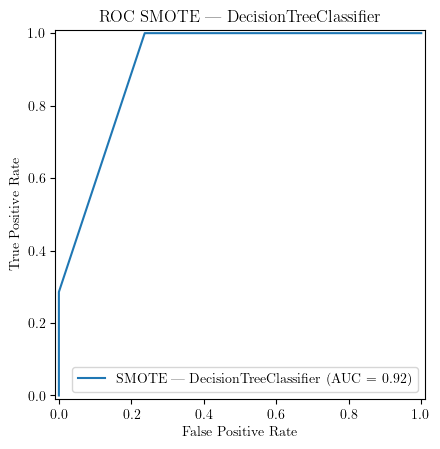 ROC SMOTE — DecisionTreeClassifier
1.0
0.8
0.6
0.4
0.2
0.0
True Positive Rate
SMOTE — DecisionTreeClassifier (AUC = 0.92)
0.0 0.2 0.4 0.6 0.8 1.0
False Positive Rate